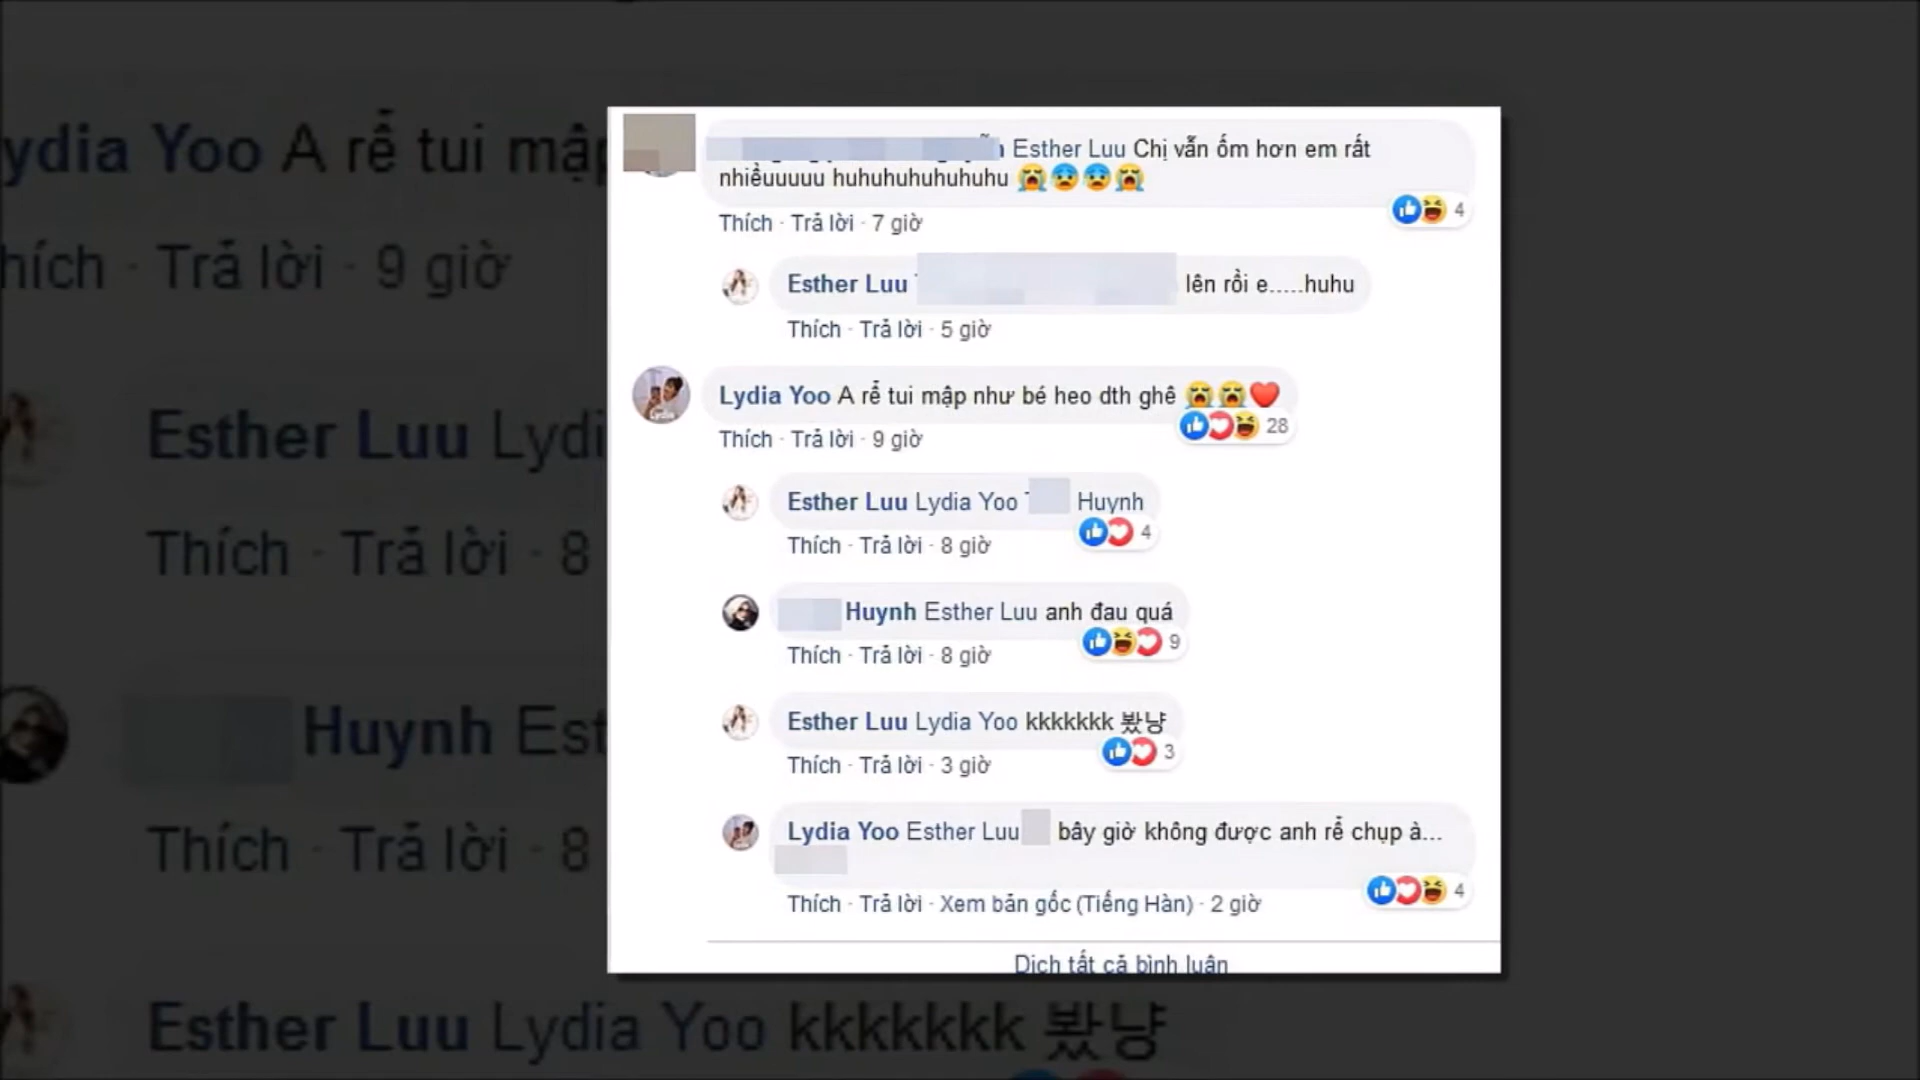 Esther Luu Chị vẫn ốm hơn em rất
nhiềuuuuu huhuhuhuhuhuhu
4
Thích · Trả lời · 7 giờ
Esther Luu lên rồi e.....huhu
Thích · Trả lời · 5 giờ
Lydia Yoo A rể tui mập như bé heo dth ghê
28
Thích · Trả lời · 9 giờ
Esther Luu Lydia Yoo Huynh
4
Thích · Trả lời · 8 giờ
Huynh Esther Luu anh đau quá
9
Thích · Trả lời · 8 giờ
Esther Luu Lydia Yoo kkkkkkk 봤냥
3
Thích · Trả lời · 3 giờ
Lydia Yoo Esther Luu bây giờ không được anh rể chụp à...
4
Thích · Trả lời · Xem bản gốc (Tiếng Hàn) · 2 giờ
Dịch tất cả bình luận
ydia Yoo A rể tui mập
hích · Trả lời · 9 giờ
Esther Luu Lydi
Thích · Trả lời · 8
Huynh Est
Thích · Trả lời · 8
Esther Luu Lydia Yoo kkkkkkk 봤냥